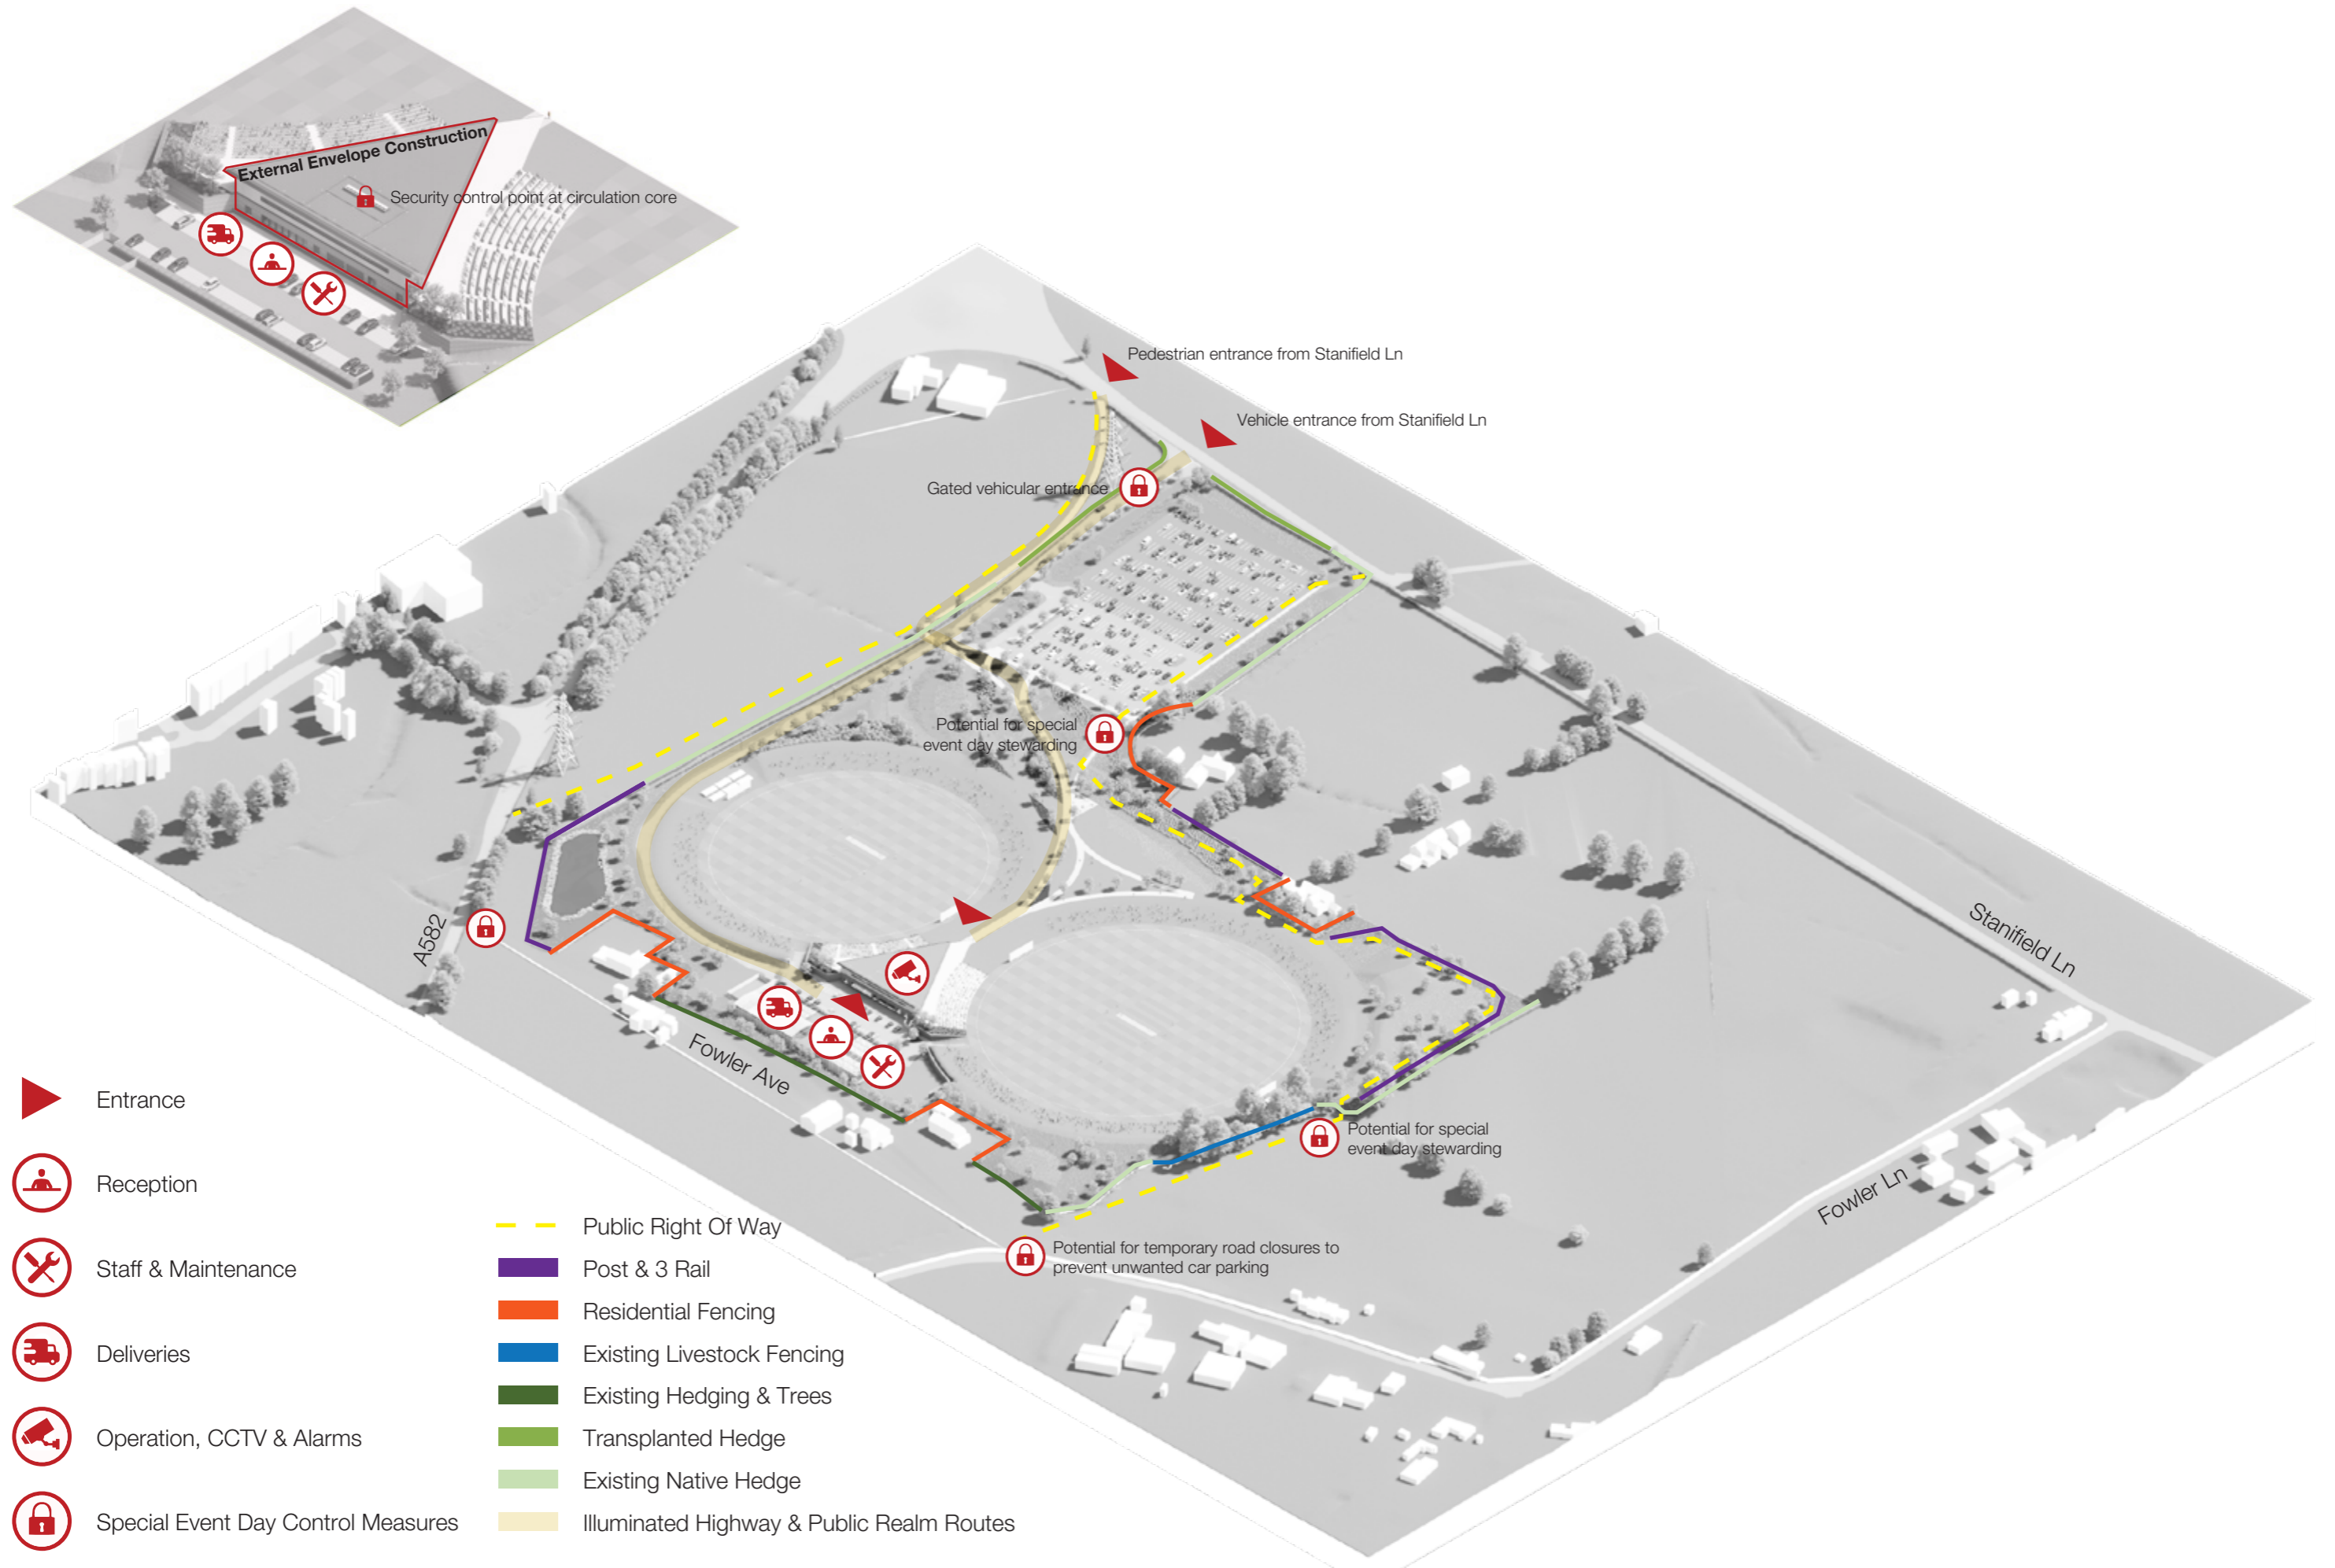 External Envelope Construction
Security control point at circulation core
Pedestrian entrance from Stanifield Ln
Vehicle entrance from Stanifield Ln
Gated vehicular entrance
Potential for special
event day stewarding
A582
Stanifield Ln
Fowler Ave
Potential for special
event day stewarding
Fowler Ln
Potential for temporary road closures to
prevent unwanted car parking
Entrance
Reception
Staff & Maintenance
Deliveries
Operation, CCTV & Alarms
Special Event Day Control Measures
Public Right Of Way
Post & 3 Rail
Residential Fencing
Existing Livestock Fencing
Existing Hedging & Trees
Transplanted Hedge
Existing Native Hedge
Illuminated Highway & Public Realm Routes